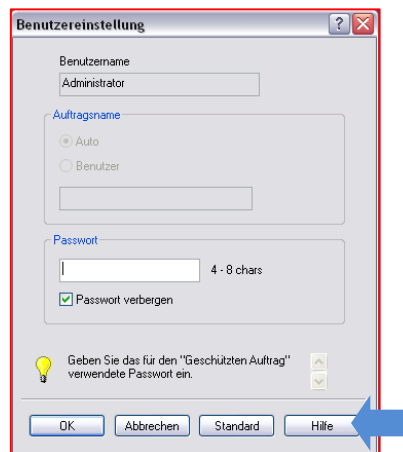 Benutzereinstellung
Benutzername
Administrator
Auftragsname
Auto
Benutzer
Passwort
4 - 8 chars
Passwort verbergen
Geben Sie das für den "Geschützten Auftrag"
verwendete Passwort ein.
OK Abbrechen Standard Hilfe